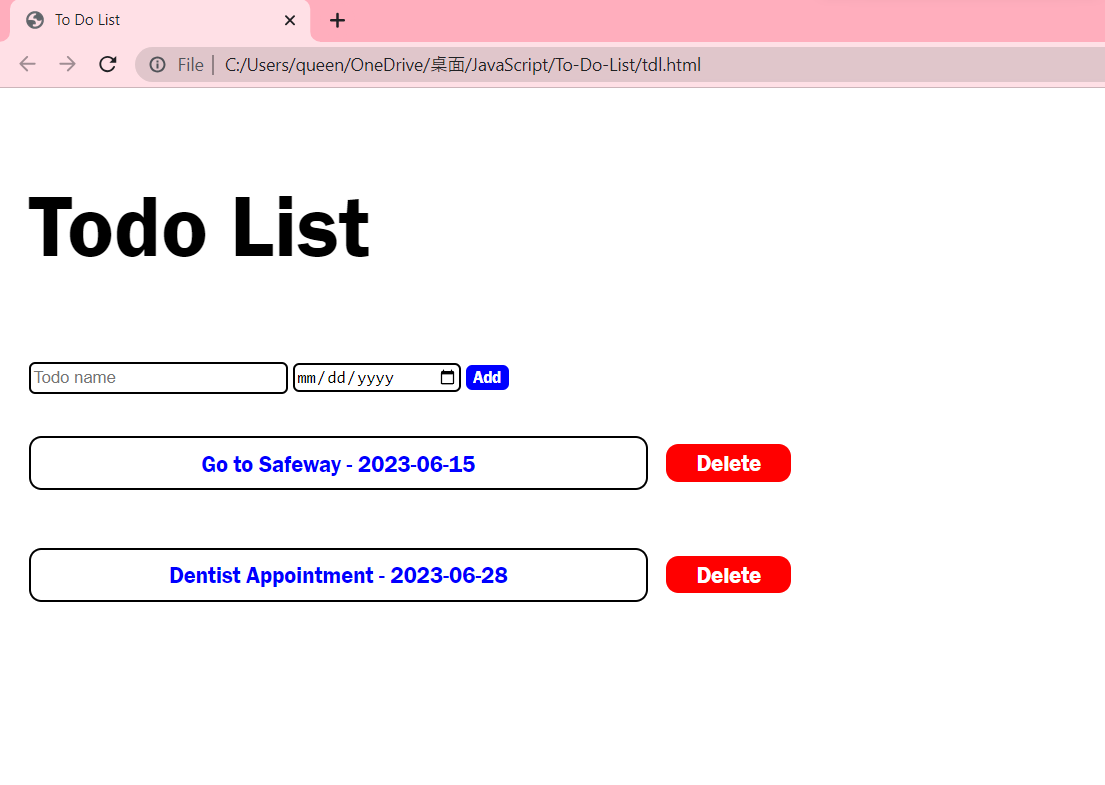 To Do List
File | C:/Users/queen/OneDrive/桌面/JavaScript/To-Do-List/tdl.html
Todo List
Todo name mm/dd/yyyy Add
Go to Safeway - 2023-06-15 Delete
Dentist Appointment - 2023-06-28 Delete